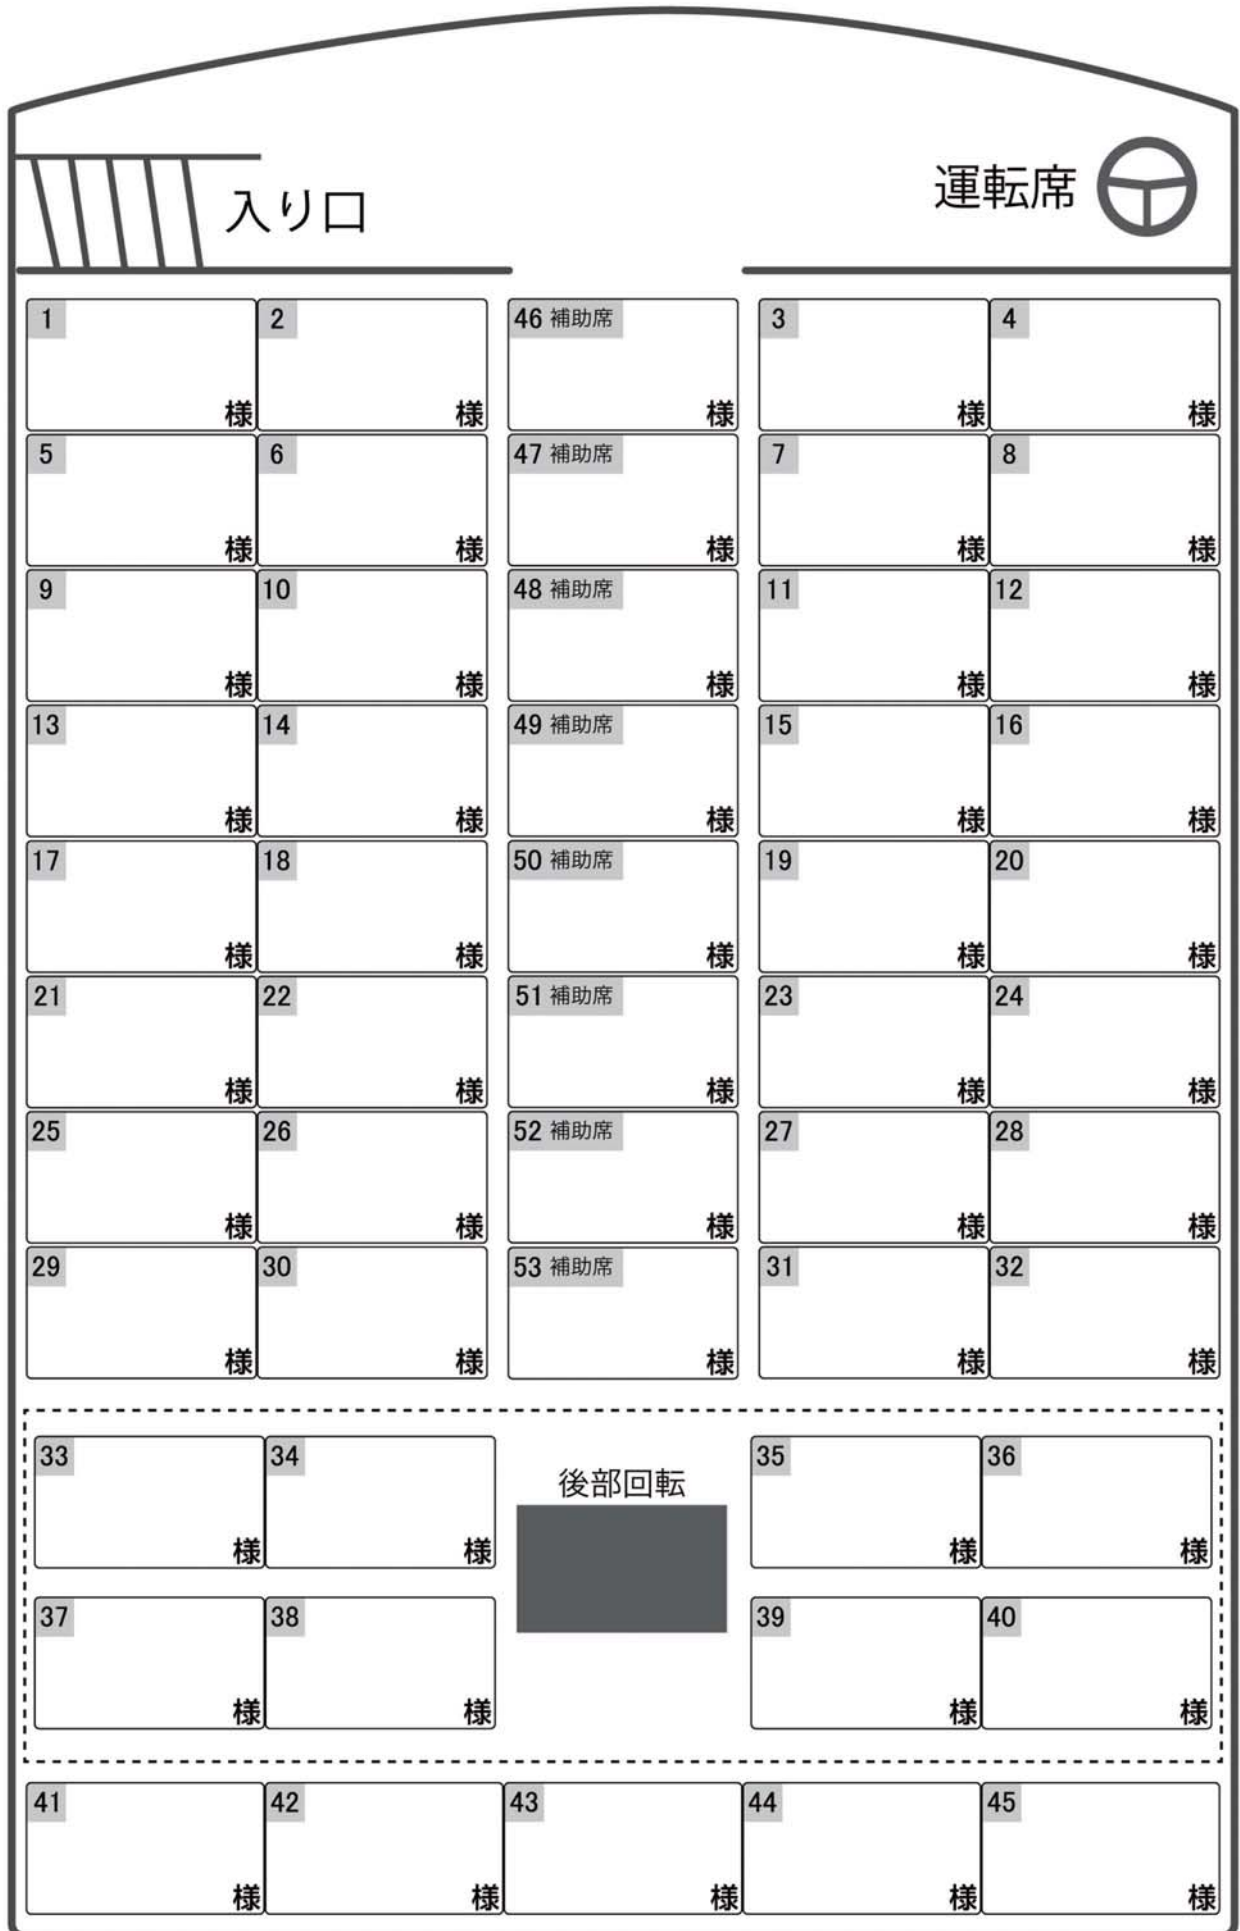 入り口
運転席
1 2 46 補助席 3 4
様 様 様 様 様
5 6 47 補助席 7 8
様 様 様 様 様
9 10 48 補助席 11 12
様 様 様 様 様
13 14 49 補助席 15 16
様 様 様 様 様
17 18 50 補助席 19 20
様 様 様 様 様
21 22 51 補助席 23 24
様 様 様 様 様
25 26 52 補助席 27 28
様 様 様 様 様
29 30 53 補助席 31 32
様 様 様 様 様
33 34 35 36
後部回転
様 様 様 様
37 38 39 40
様 様 様 様
41 42 43 44 45
様 様 様 様 様